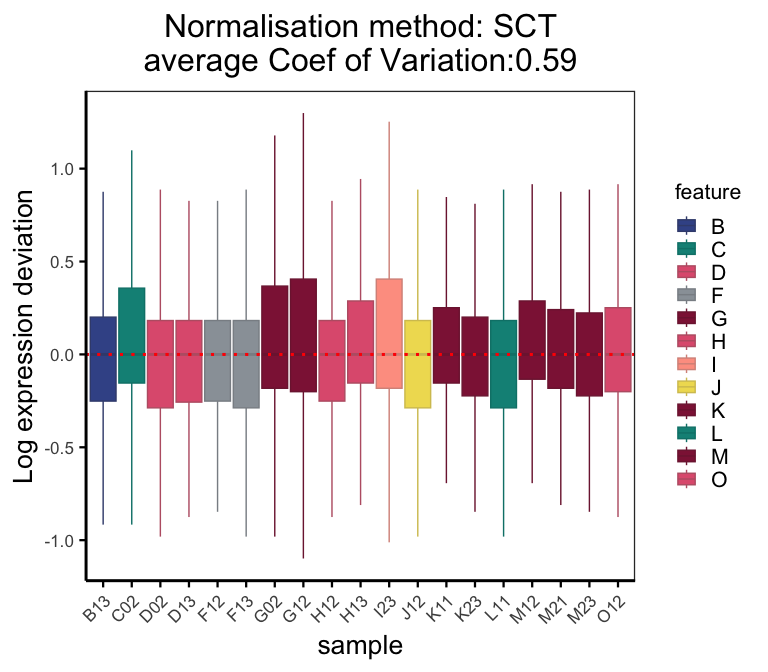 Normalisation method: SCT
average Coef of Variation:0.59
Log expression deviation
1.0
0.5
0.0
-0.5
-1.0
B13 C02 D02 D13 F12 F13 G02 G12 H12 H13 I23 J12 K11 K23 L11 M12 M21 M23 O12
sample
feature
B
C
D
F
G
H
I
J
K
L
M
O